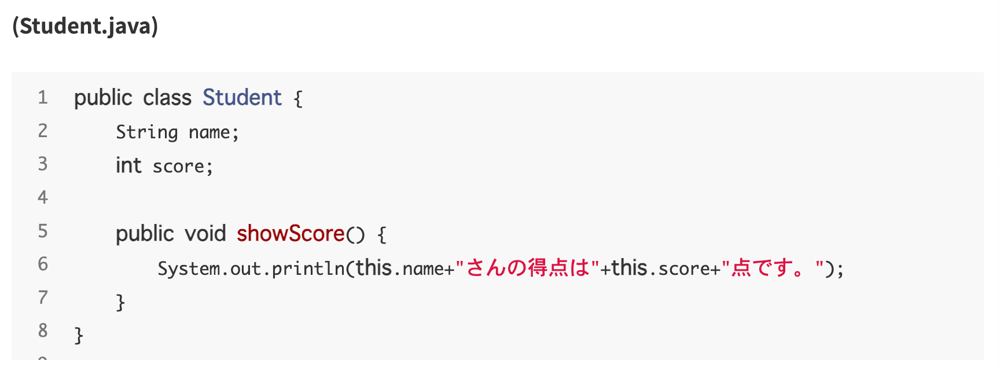 (Student.java)
1 public class Student {
2     String name;
3     int score;
4
5     public void showScore() {
6         System.out.println(this.name+"さんの得点は"+this.score+"点です。");
7     }
8 }